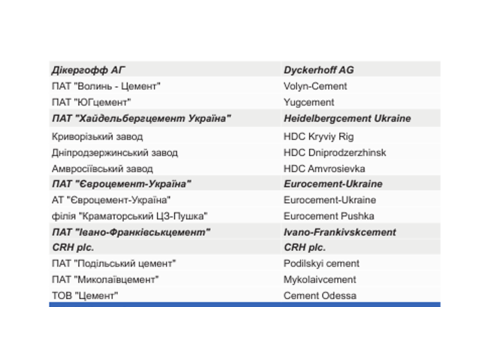 Дікергофф АГ Dyckerhoff AG
ПАТ "Волинь - Цемент" Volyn-Cement
ПАТ "ЮГцемент" Yugcement
ПАТ "Хайдельбергцемент Україна" Heidelbergcement Ukraine
Криворізький завод HDC Kryviy Rig
Дніпродзержинський завод HDC Dniprodzerzhinsk
Амвросіївський завод HDC Amvrosievka
ПАТ "Євроцемент-Україна" Eurocement-Ukraine
АТ "Євроцемент-Україна" Eurocement-Ukraine
філія "Краматорський ЦЗ-Пушка" Eurocement Pushka
ПАТ "Івано-Франківськцемент" Ivano-Frankivskcement
CRH plc. CRH plc.
ПАТ "Подільський цемент" Podilskyi cement
ПАТ "Миколаївцемент" Mykolaivcement
ТОВ "Цемент" Cement Odessa